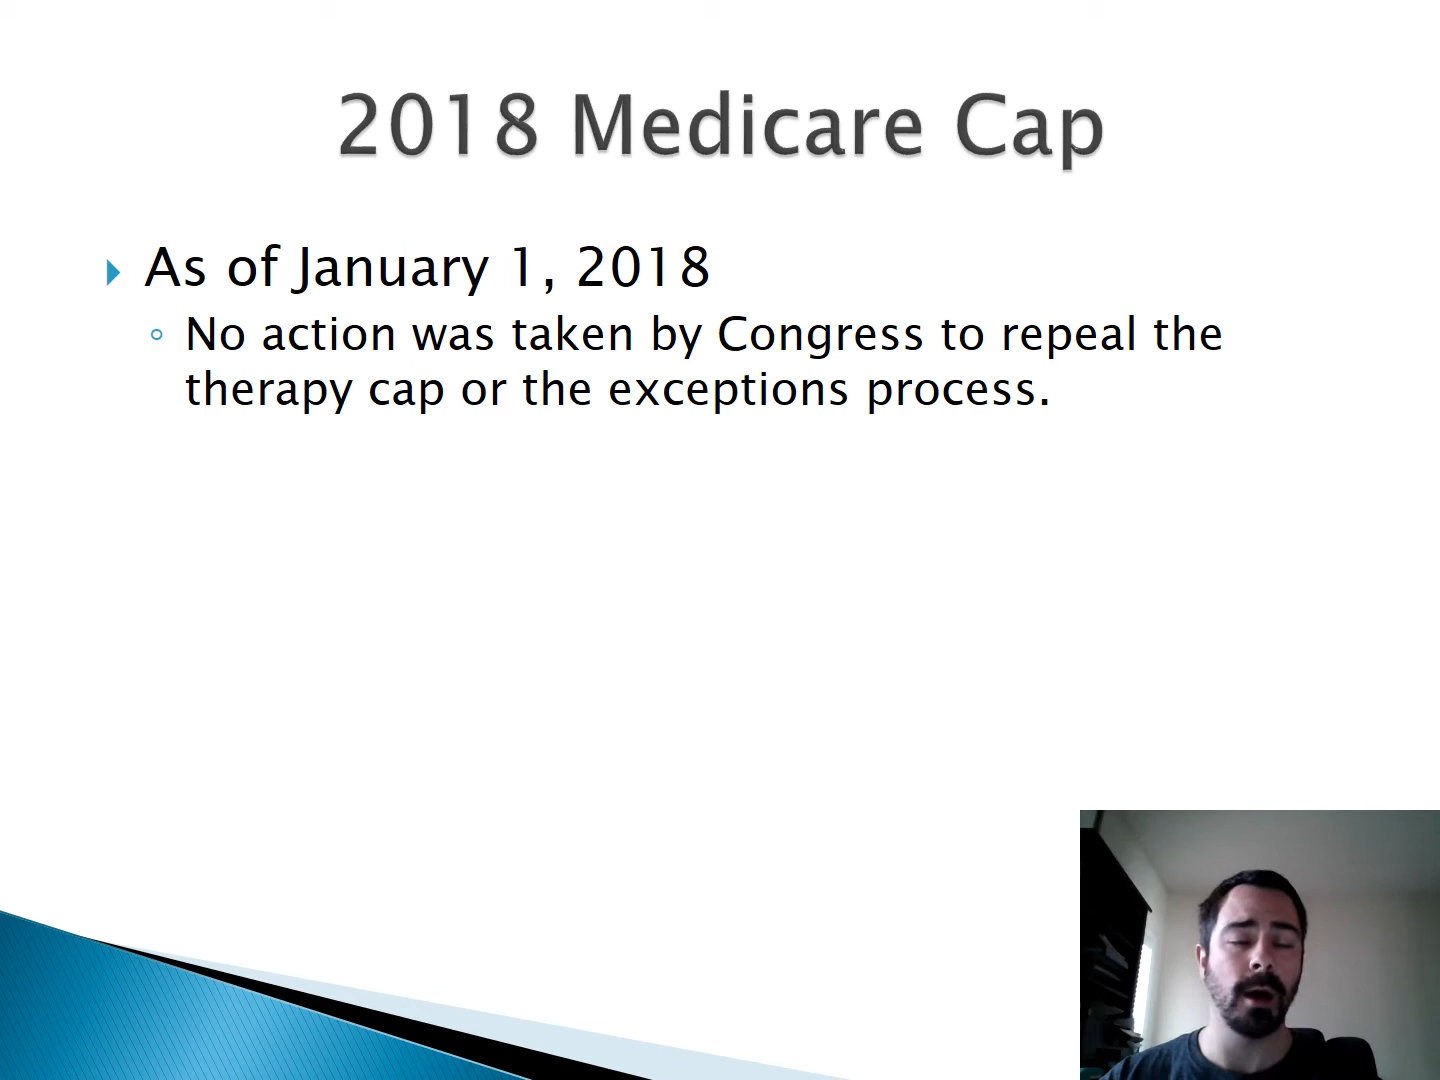 2018 Medicare Cap
As of January 1, 2018
No action was taken by Congress to repeal the
therapy cap or the exceptions process.